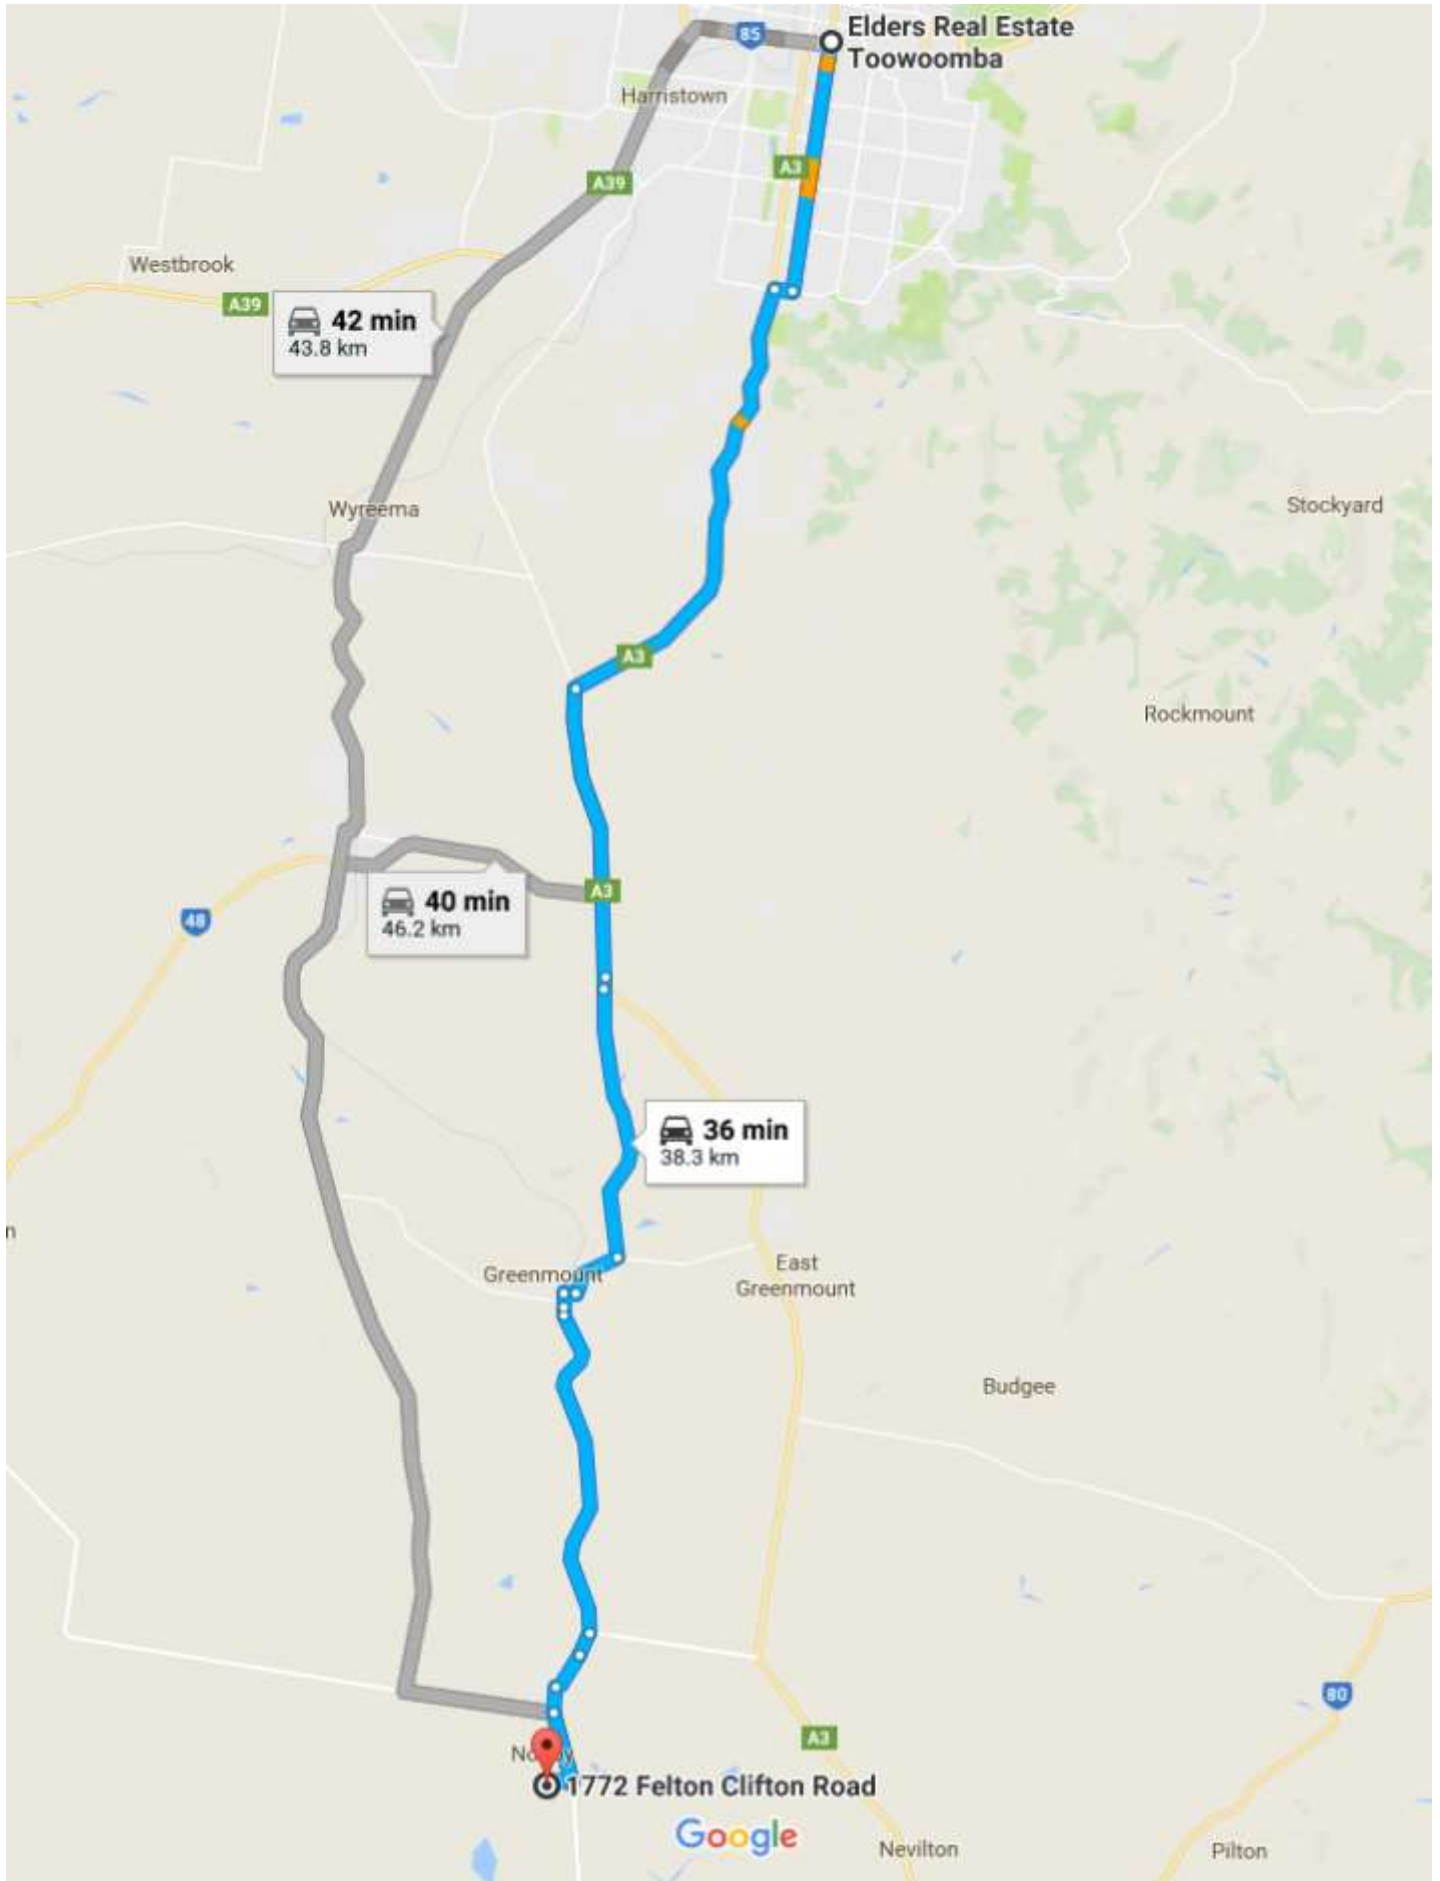 Elders Real Estate
Toowoomba
85
Harristown
A3
A39
Westbrook
A39
42 min
43.8 km
Wyreema
Stockyard
A3
Rockmount
A3
40 min
46.2 km
48
36 min
38.3 km
n
East
Greenmount
Greenmount
Budgee
80
A3
1772 Felton Clifton Road
Google
Nevilton
Pilton